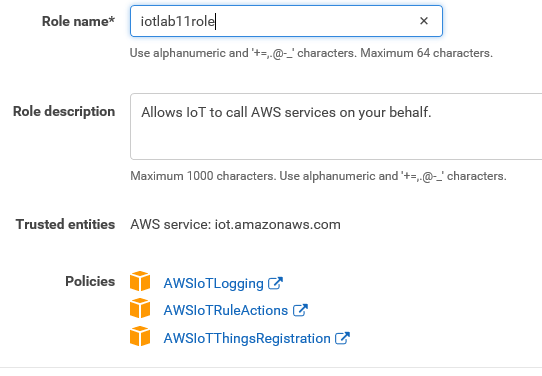 Role name* iotlab11role ×
Use alphanumeric and '+=,.@-_' characters. Maximum 64 characters.
Role description Allows IoT to call AWS services on your behalf.
Maximum 1000 characters. Use alphanumeric and '+=,.@-_' characters.
Trusted entities AWS service: iot.amazonaws.com
Policies AWSIoTLogging
AWSIoTRuleActions
AWSIoTThingsRegistration